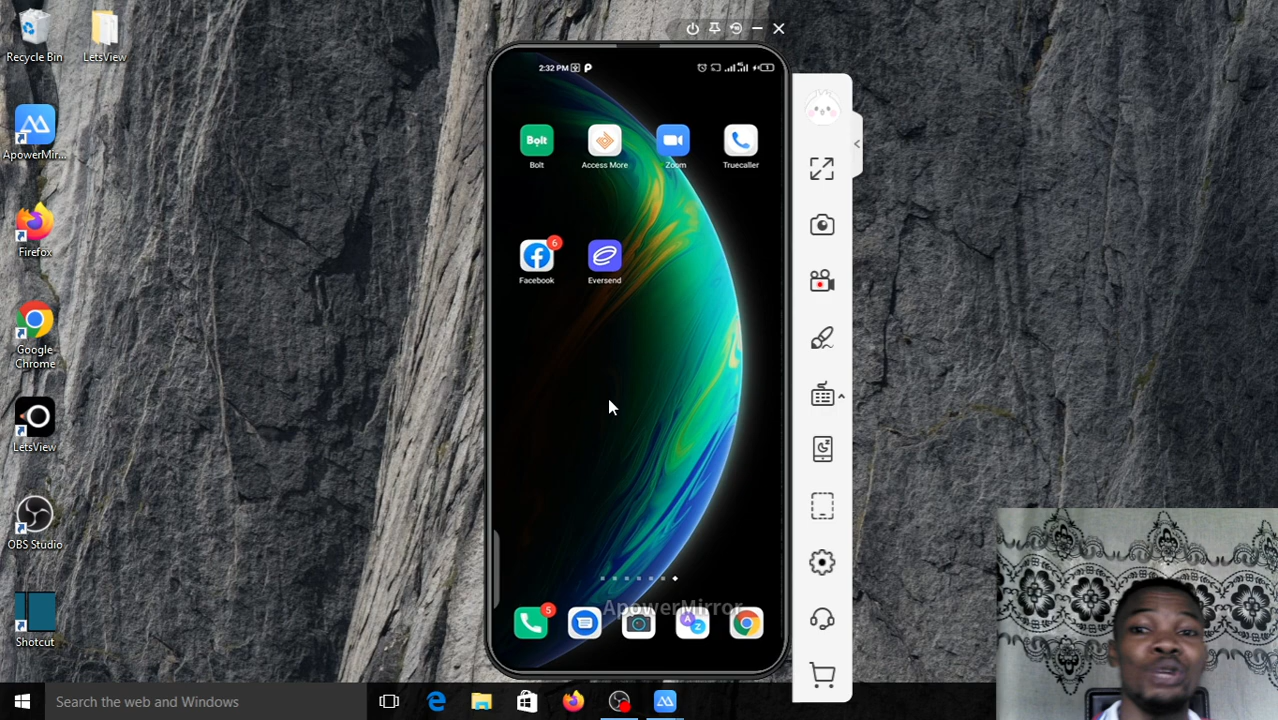 Recycle Bin
LetsView
ApowerMir...
Firefox
Google
Chrome
LetsView
OBS Studio
Shotcut
2:32 PM
Bolt
Bolt
Access More
Zoom
Truecaller
6
Facebook
Eversend
ApowerMirror
5
Search the web and Windows